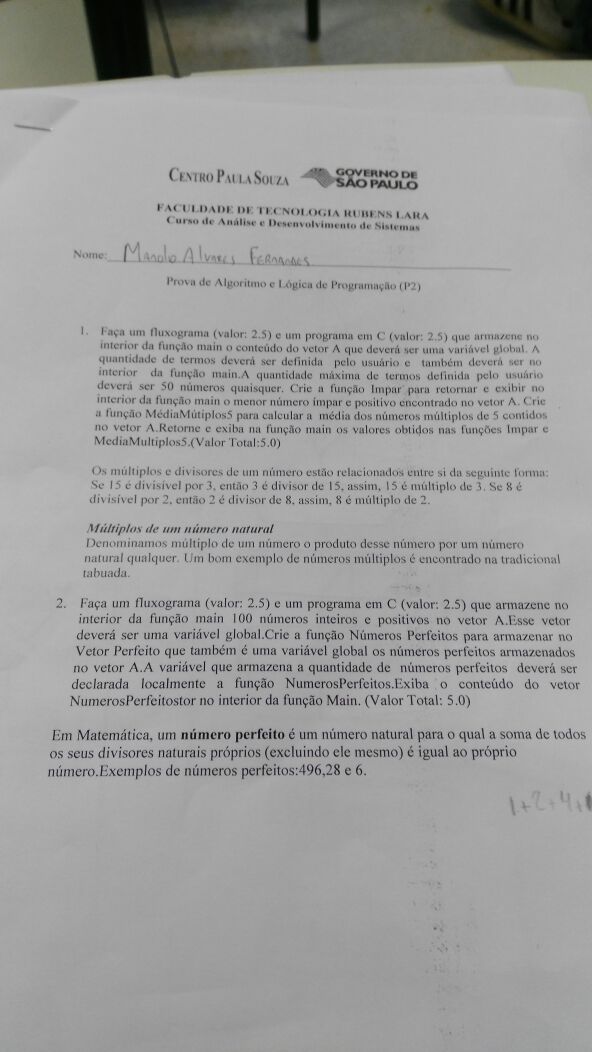 CENTRO PAULA SOUZA
GOVERNO DE
SÃO PAULO
FACULDADE DE TECNOLOGIA RUBENS LARA
Curso de Análise e Desenvolvimento de Sistemas
Nome: Manolo Alvares Fernandes
Prova de Algoritmo e Lógica de Programação (P2)
1. Faça um fluxograma (valor: 2.5) e um programa em C (valor: 2.5) que armazene no
interior da função main o conteúdo do vetor A que deverá ser uma variável global. A
quantidade de termos deverá ser definida pelo usuário e também deverá ser no
interior da função main.A quantidade máxima de termos definida pelo usuário
deverá ser 50 números quaisquer. Crie a função Impar para retornar e exibir no
interior da função main o menor número ímpar e positivo encontrado no vetor A. Crie
a função MédiaMútiplos5 para calcular a média dos números múltiplos de 5 contidos
no vetor A.Retorne e exiba na função main os valores obtidos nas funções Impar e
MediaMultiplos5.(Valor Total:5.0)
Os múltiplos e divisores de um número estão relacionados entre si da seguinte forma:
Se 15 é divisível por 3, então 3 é divisor de 15, assim, 15 é múltiplo de 3. Se 8 é
divisível por 2, então 2 é divisor de 8, assim, 8 é múltiplo de 2.
Múltiplos de um número natural
Denominamos múltiplo de um número o produto desse número por um número
natural qualquer. Um bom exemplo de números múltiplos é encontrado na tradicional
tabuada.
2. Faça um fluxograma (valor: 2.5) e um programa em C (valor: 2.5) que armazene no
interior da função main 100 números inteiros e positivos no vetor A.Esse vetor
deverá ser uma variável global.Crie a função Números Perfeitos para armazenar no
Vetor Perfeito que também é uma variável global os números perfeitos armazenados
no vetor A.A variável que armazena a quantidade de números perfeitos deverá ser
declarada localmente a função NumerosPerfeitos.Exiba o conteúdo do vetor
NumerosPerfeitostor no interior da função Main. (Valor Total: 5.0)
Em Matemática, um número perfeito é um número natural para o qual a soma de todos
os seus divisores naturais próprios (excluindo ele mesmo) é igual ao próprio
número.Exemplos de números perfeitos:496,28 e 6.
1+2+4+